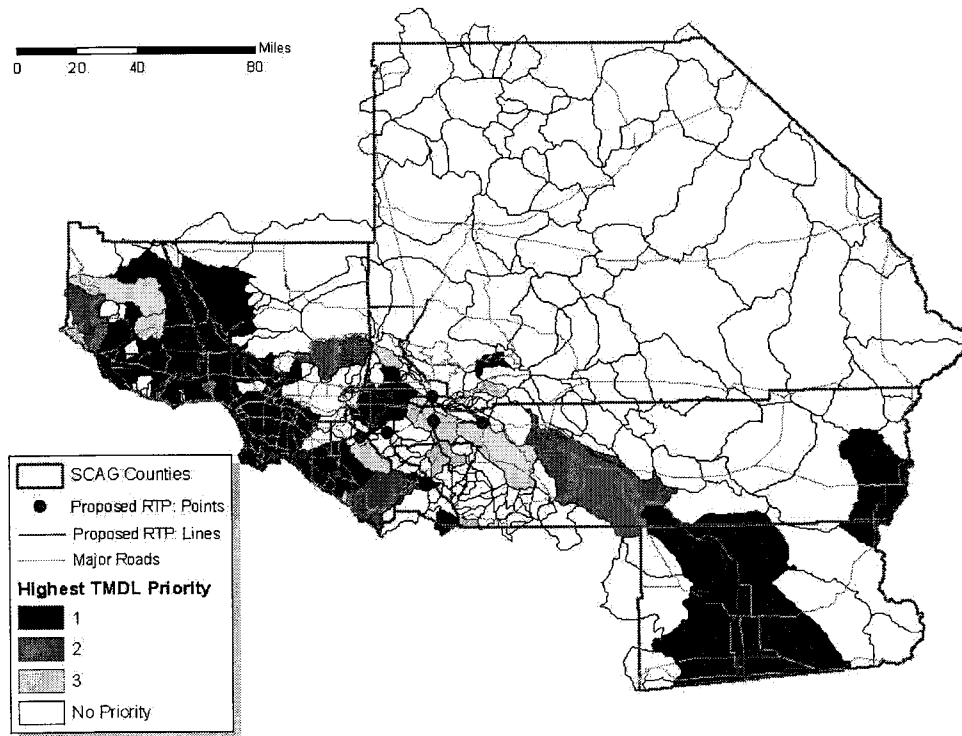 Miles
0 20 40 80
SCAG Counties
Proposed RTP: Points
Proposed RTP: Lines
Major Roads
Highest TMDL Priority
1
2
3
No Priority